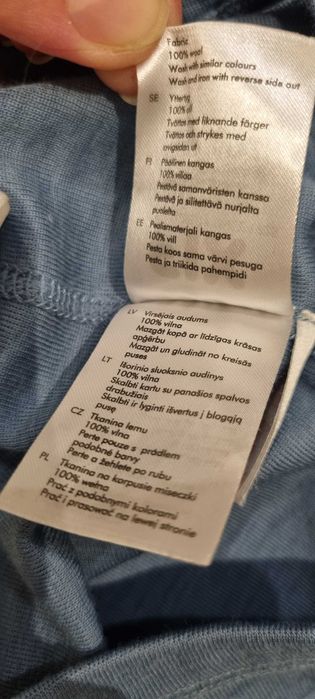 Fabric
100% wool
Wash with similar colours
Wash and iron with reverse side out
SE Yttertyg
100% ull
Tvättas med liknande färger
Tvättas och strykes med
avigsidan ut
FI Päällinen kangas
100% villaa
Pestävä samanväristen kanssa
Pestävä ja silitettävä nurjalta
puolelta
EE Pealismaterjali kangas
100% vill
Pesta koos sama värvi pesuga
Pesta ja triikida pahempidi
LV Virsējais audums
100% vilna
Mazgāt kopā ar līdzīgas krāsas
apģērbu
Mazgāt un gludināt no kreisās
puses
LT Išorinio sluoksnio audinys
100% vilna
Skalbti kartu su panašios spalvos
drabužiais
Skalbti ir lyginti išvertus į blogąją
pusę
CZ Tkanina lemu
100% vlna
Perte pouze s prádlem
podobné barvy
Perte a žehlete po rubu
PL Tkanina na korpusie miseczki
100% wełna
Prać z podobnymi kolorami
Prać i prasować na lewej stronie